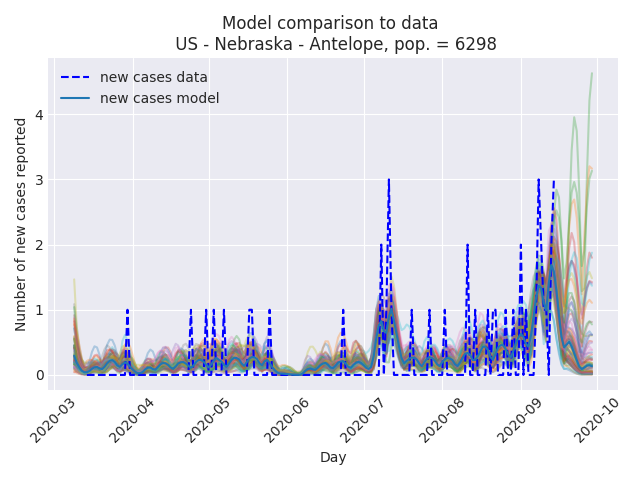 Model comparison to data
US - Nebraska - Antelope, pop. = 6298
new cases data
new cases model
Number of new cases reported
4
3
2
1
0
2020-03
2020-04
2020-05
2020-06
2020-07
2020-08
2020-09
2020-10
Day